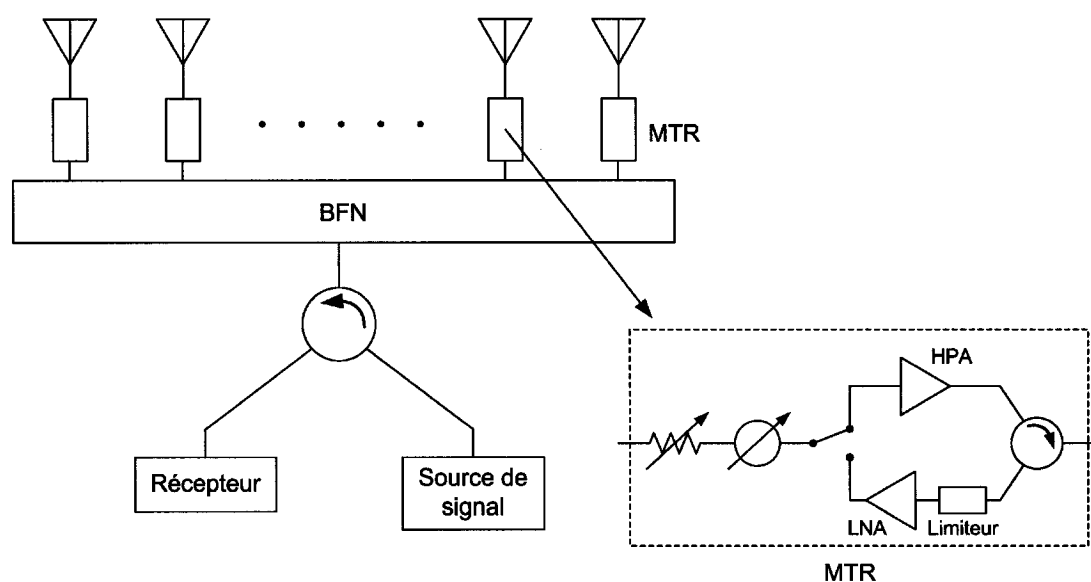 MTR
BFN
Récepteur
Source de
signal
HPA
LNA
Limiteur
MTR